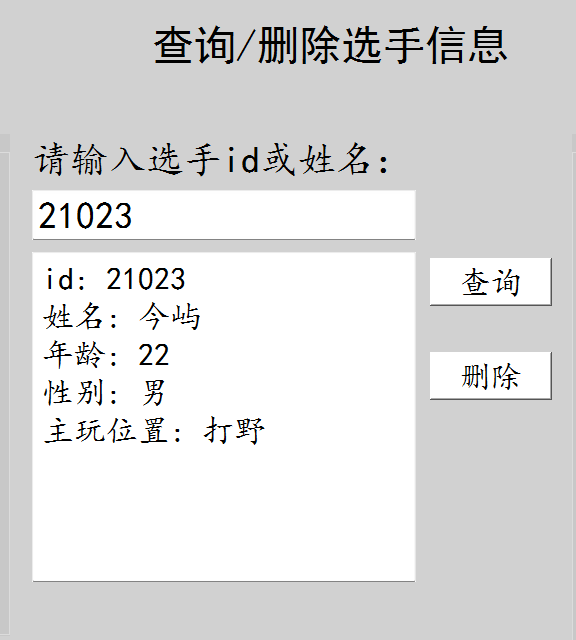 查询/删除选手信息
请输入选手id或姓名：
21023
id：21023
姓名：今屿
年龄：22
性别：男
主玩位置：打野
查询
删除